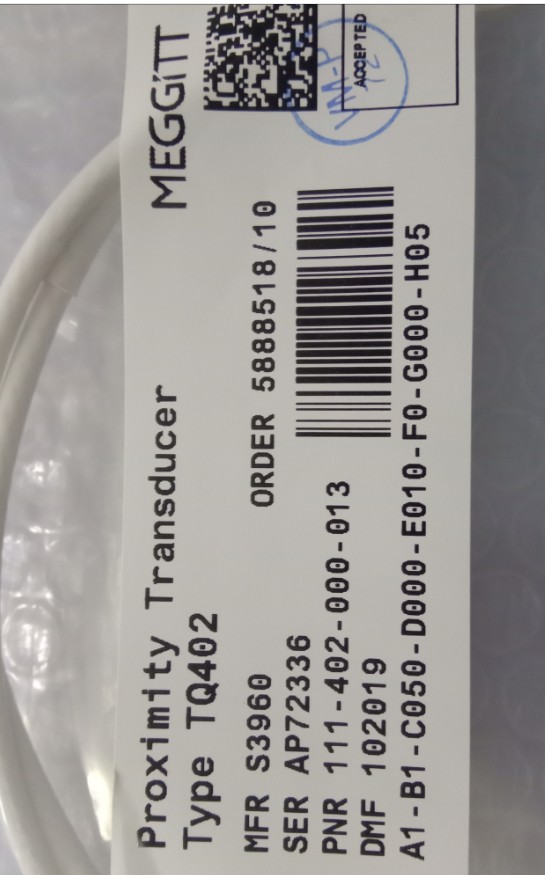 MEGGiTT
ACCEPTED
Proximity Transducer
Type TQ402
ORDER 5888518/10
MFR S3960
SER AP72336
PNR 111-402-000-013
DMF 102019
A1-B1-C050-D000-E010-F0-G000-H05